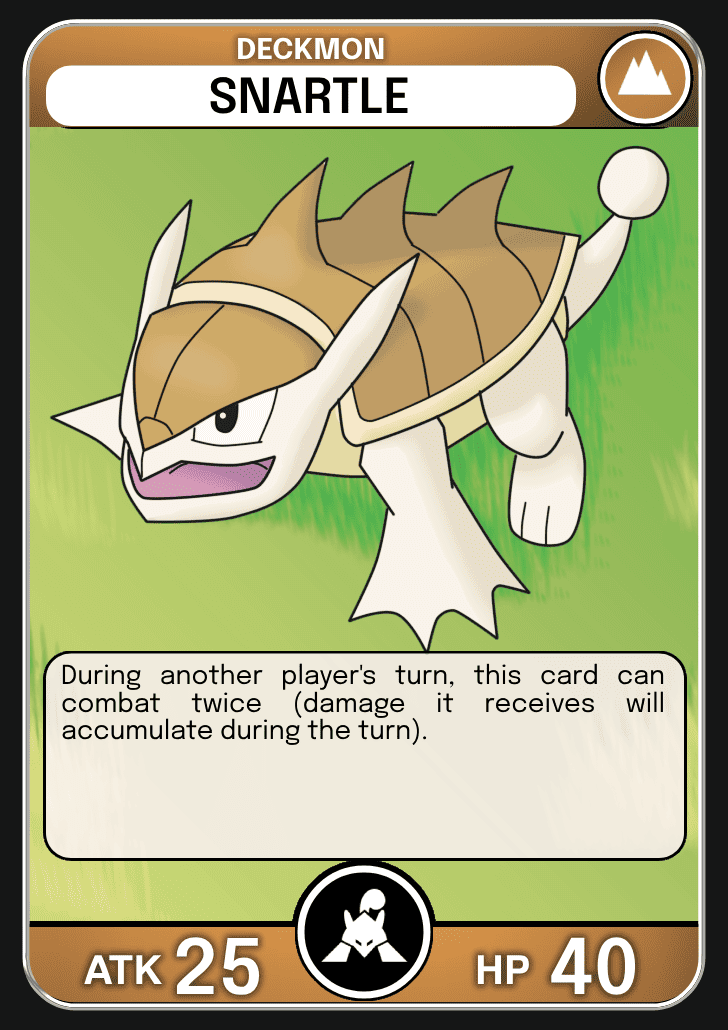 DECKMON
SNARTLE
During another player's turn, this card can
combat twice (damage it receives will
accumulate during the turn).
ATK 25
HP 40